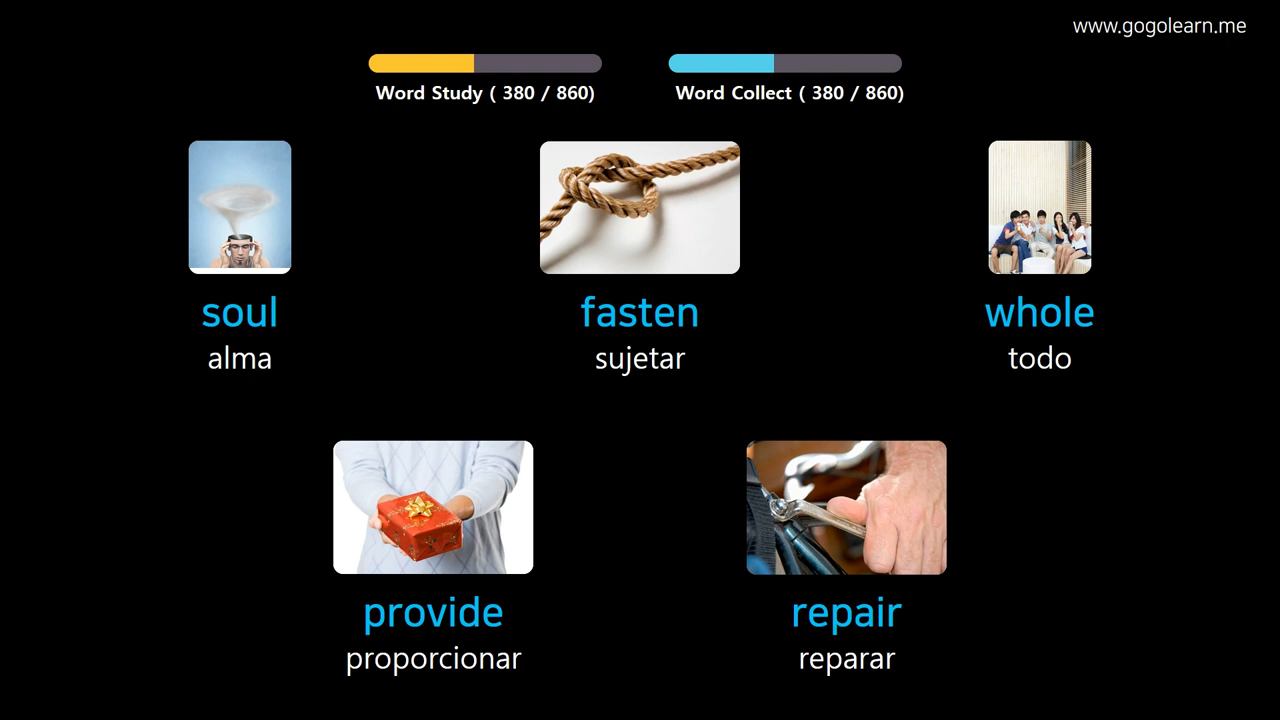 www.gogolearn.me
Word Study ( 380 / 860)
Word Collect ( 380 / 860)
soul
alma
fasten
sujetar
whole
todo
provide
proporcionar
repair
reparar